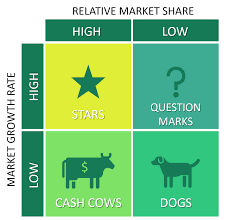 RELATIVE MARKET SHARE
HIGH
LOW
MARKET GROWTH RATE
HIGH
STARS
?
QUESTION
MARKS
LOW
$
CASH COWS
DOGS